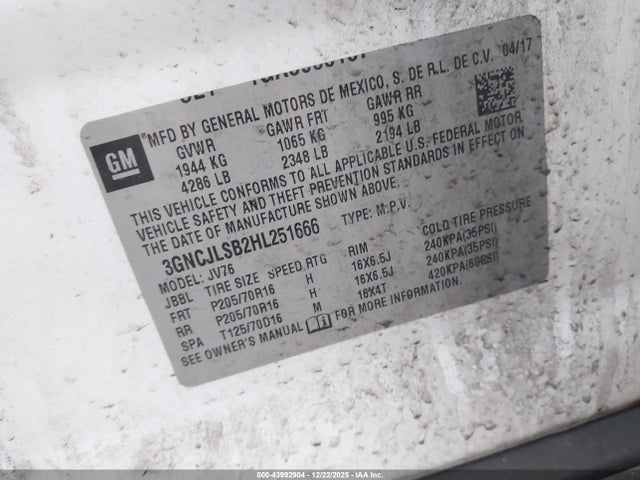 MFD BY GENERAL MOTORS DE MEXICO, S. DE R.L. DE C.V. 04/17
GM
GVWR GAWR FRT GAWR RR
1944 KG 1065 KG 995 KG
4286 LB 2348 LB 2194 LB
THIS VEHICLE CONFORMS TO ALL APPLICABLE U.S. FEDERAL MOTOR
VEHICLE SAFETY AND THEFT PREVENTION STANDARDS IN EFFECT ON
THE DATE OF MANUFACTURE SHOWN ABOVE.
3GNCJLSB2HL251666 TYPE: M.P.V.
MODEL: JV76
JBBL TIRE SIZE SPEED RTG RIM COLD TIRE PRESSURE
FRT P205/70R16 H 16X6.5J 240KPA(35PSI)
RR P205/70R16 H 16X6.5J 240KPA(35PSI)
SPA T125/70D16 M 16X4T 420KPA(60PSI)
SEE OWNER'S MANUAL FOR MORE INFORMATION.
000-43992904 - 12/22/2025 - IAA Inc.